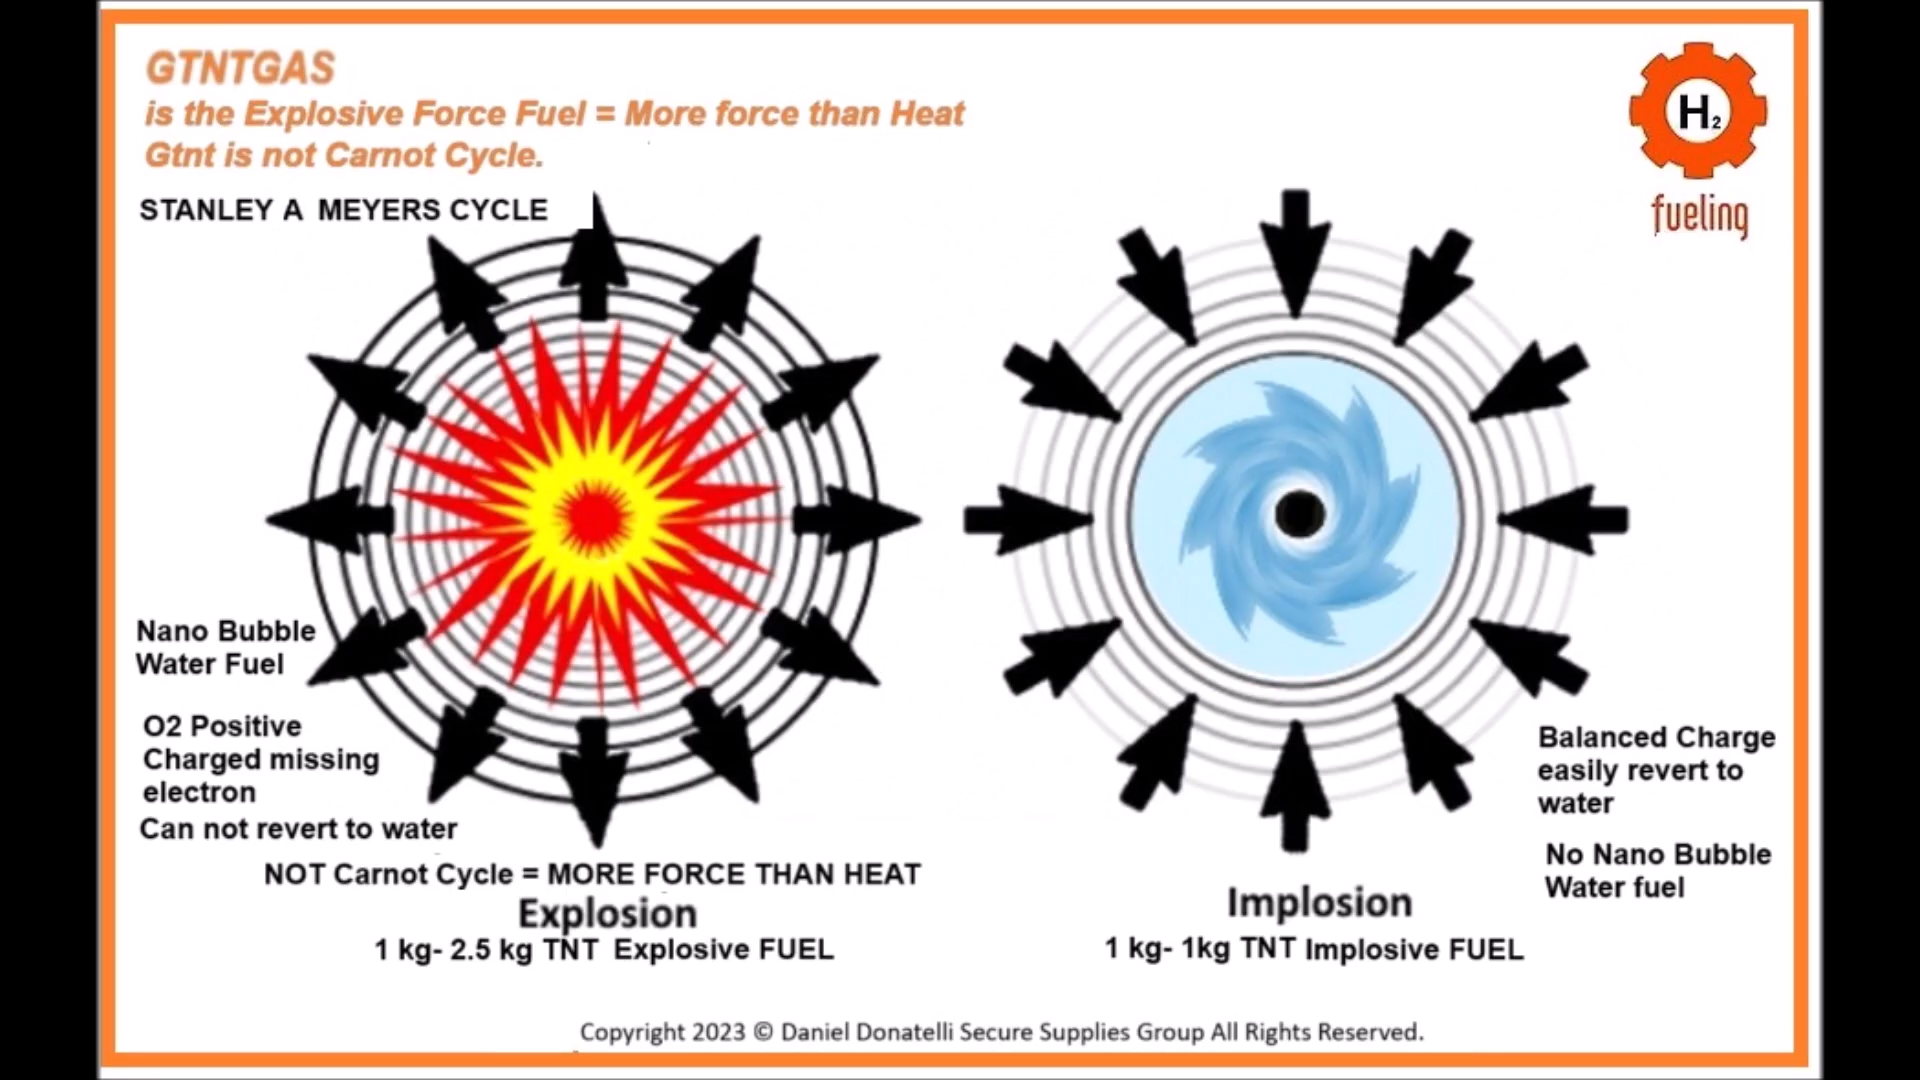 GTNTGAS
is the Explosive Force Fuel = More force than Heat
Gtnt is not Carnot Cycle.
H2
fueling
STANLEY A MEYERS CYCLE
Nano Bubble
Water Fuel
O2 Positive
Charged missing
electron
Can not revert to water
NOT Carnot Cycle = MORE FORCE THAN HEAT
Explosion
1 kg- 2.5 kg TNT Explosive FUEL
Balanced Charge
easily revert to
water
No Nano Bubble
Water fuel
Implosion
1 kg- 1kg TNT Implosive FUEL
Copyright 2023 © Daniel Donatelli Secure Supplies Group All Rights Reserved.